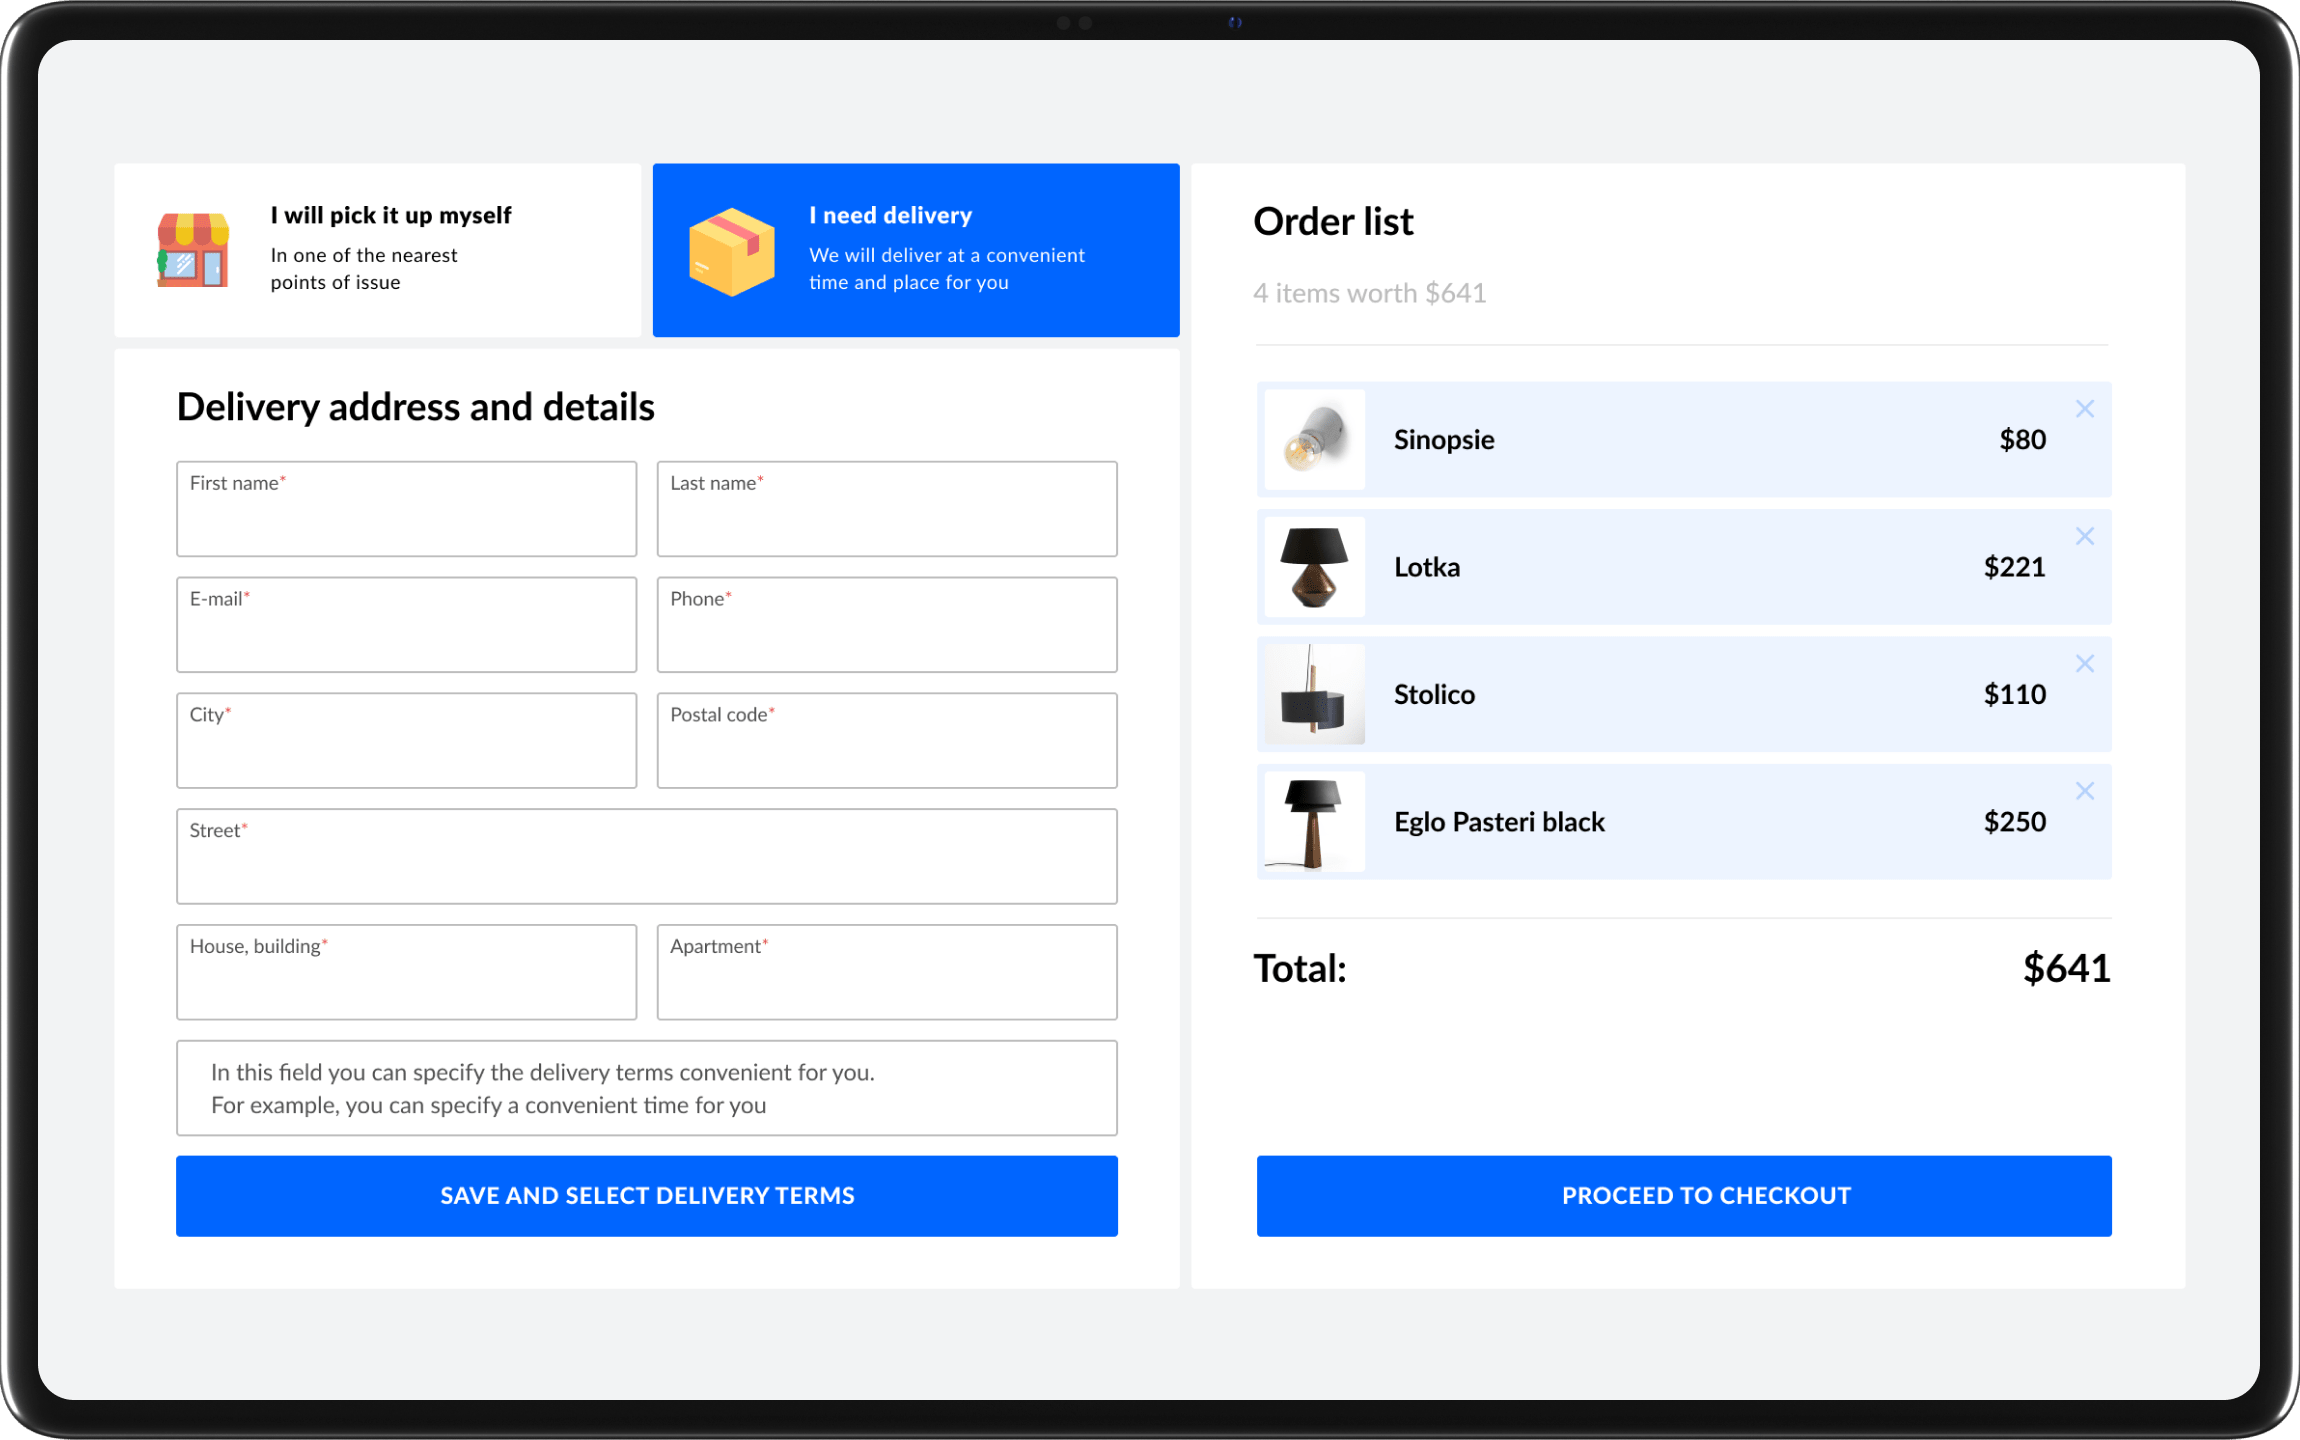 I will pick it up myself
In one of the nearest
points of issue
I need delivery
We will deliver at a convenient
time and place for you
Delivery address and details
First name*
Last name*
E-mail*
Phone*
City*
Postal code*
Street*
House, building*
Apartment*
In this field you can specify the delivery terms convenient for you.
For example, you can specify a convenient time for you
SAVE AND SELECT DELIVERY TERMS
Order list
4 items worth $641
Sinopsie
$80
Lotka
$221
Stolico
$110
Eglo Pasteri black
$250
Total:
$641
PROCEED TO CHECKOUT